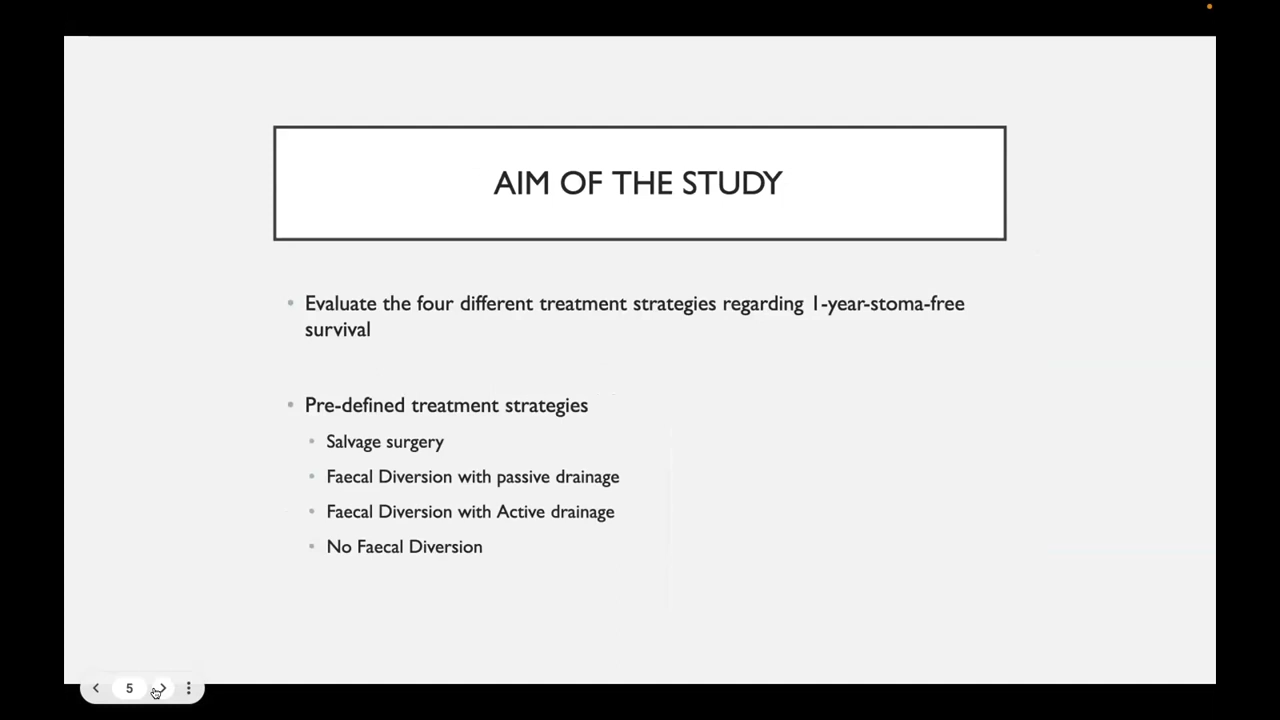 AIM OF THE STUDY
Evaluate the four different treatment strategies regarding 1-year-stoma-free
survival
Pre-defined treatment strategies
Salvage surgery
Faecal Diversion with passive drainage
Faecal Diversion with Active drainage
No Faecal Diversion
5